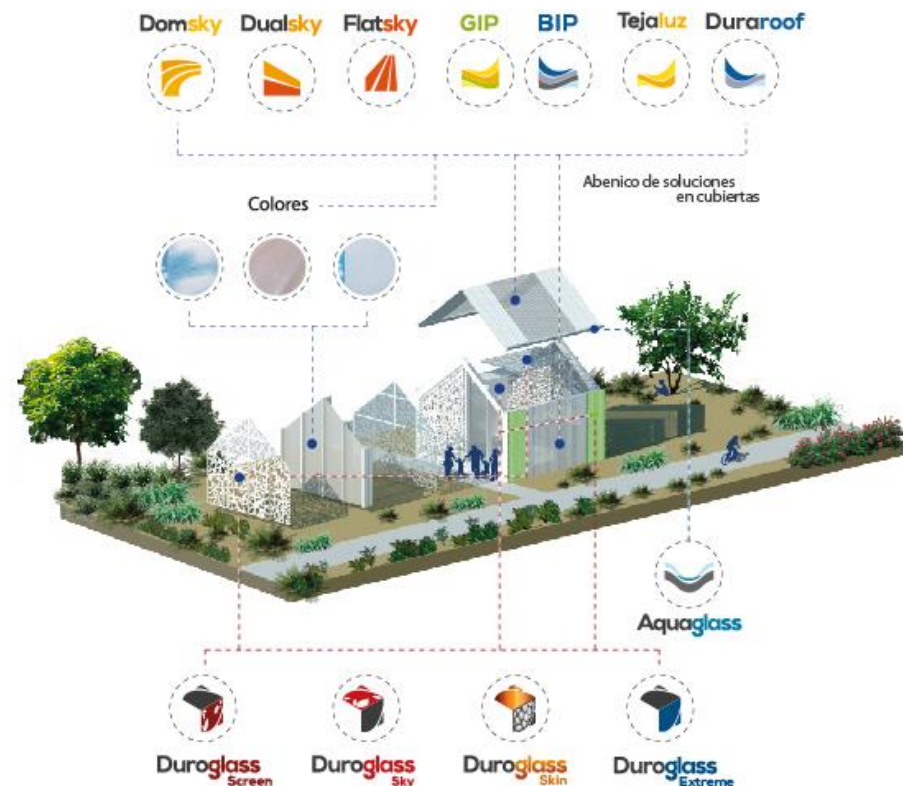 Domsky
Dualsky
Flatsky
GIP
BIP
Tejaluz
Duraroof
Abenico de soluciones
en cubiertas
Colores
Aquaglass
Duroglass
Screen
Duroglass
Sky
Duroglass
Skin
Duroglass
Extreme